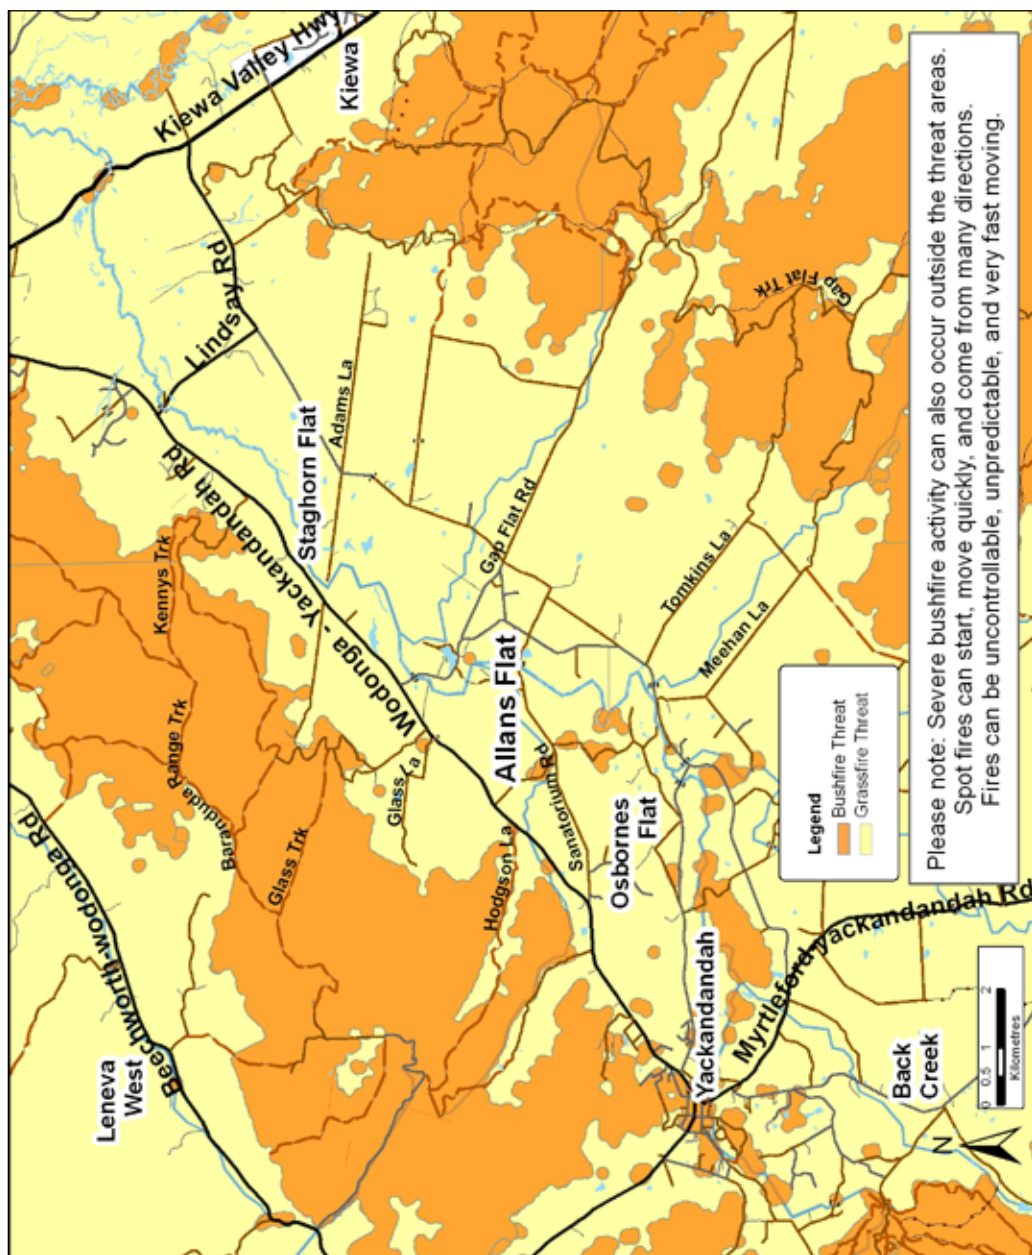 Beechworth-wodonga Rd
Leneva
West
Kennys Trk
Baranduda Range Trk
Glass Trk
Glass La
Hodgson La
Wodonga - Yackandandah Rd
Kiewa Valley Hwy
Kiewa
Lindsay Rd
Staghorn Flat
Adams La
Allans Flat
Gap Flat Rd
Gap Flat Trk
Sanatorium Rd
Osbornes
Flat
Tomkins La
Meehan La
Yackandandah
Myrtleford-yackandandah Rd
Back
Creek
N
0 0.5 1 2
Kilometres
Legend
Bushfire Threat
Grassfire Threat
Please note: Severe bushfire activity can also occur outside the threat areas.
Spot fires can start, move quickly, and come from many directions.
Fires can be uncontrollable, unpredictable, and very fast moving.